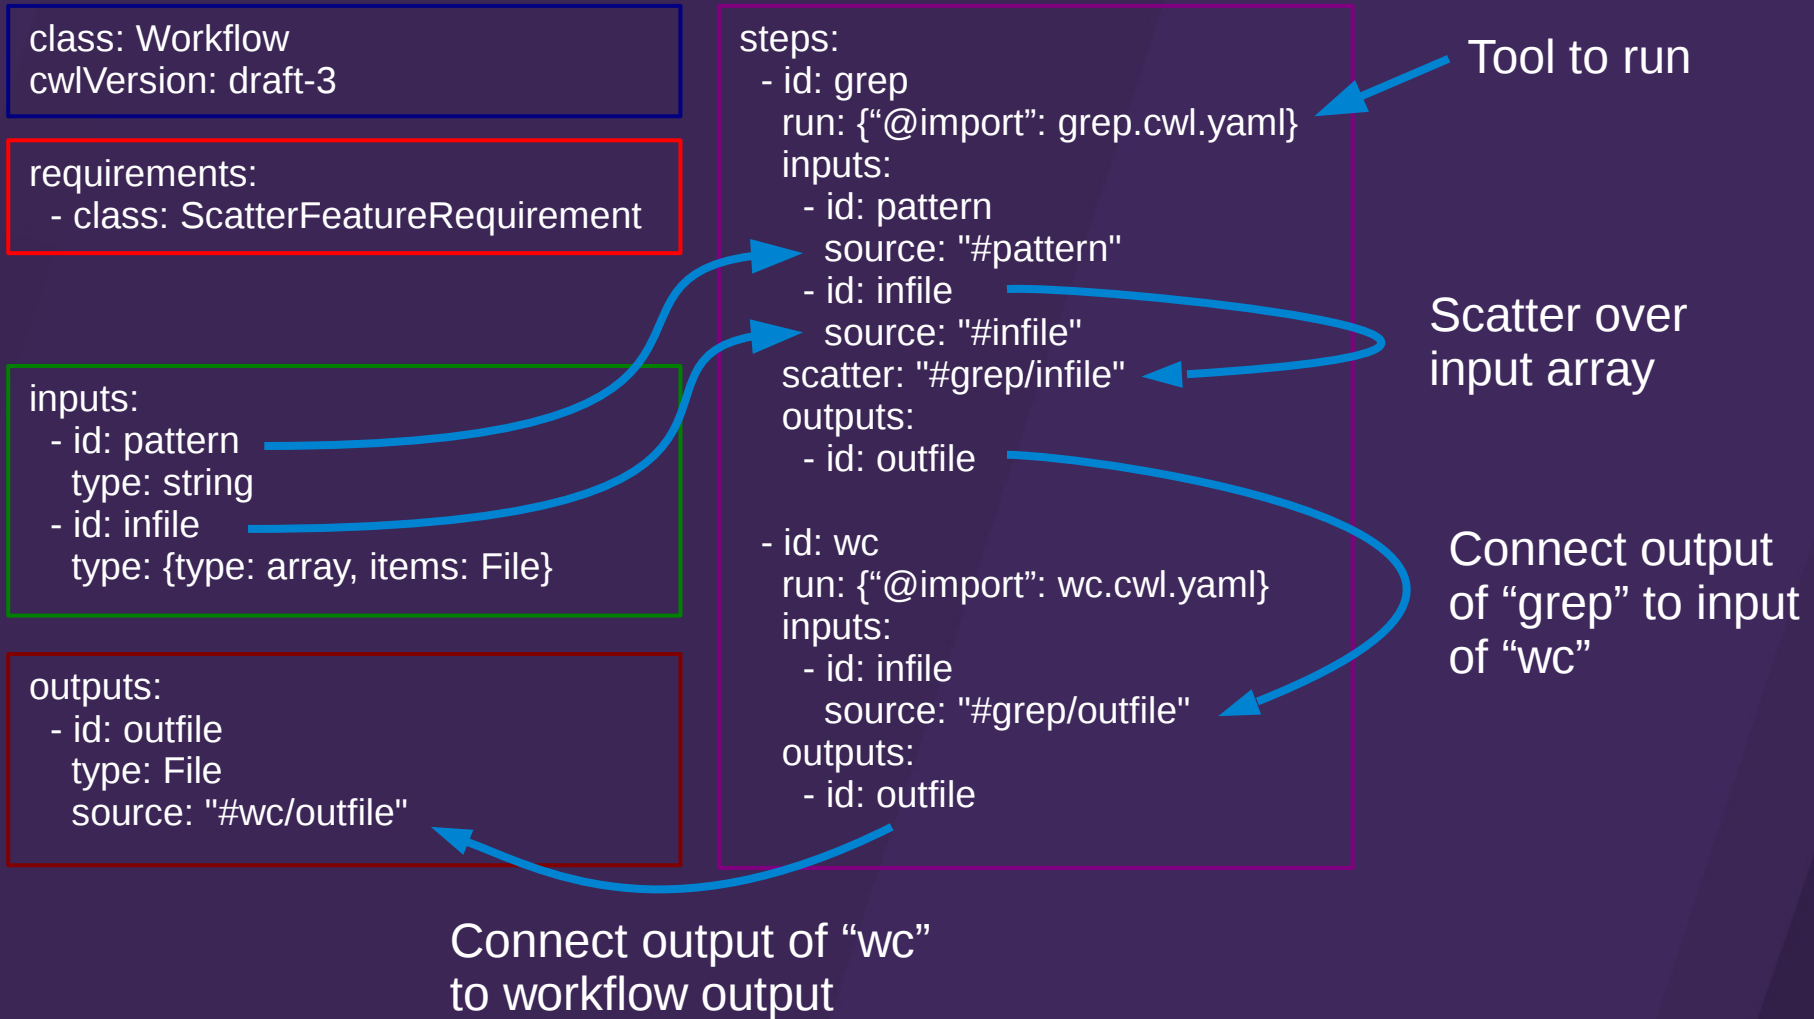 class: Workflow
cwlVersion: draft-3
requirements:
- class: ScatterFeatureRequirement
inputs:
- id: pattern
type: string
- id: infile
type: {type: array, items: File}
outputs:
- id: outfile
type: File
source: "#wc/outfile"
steps:
- id: grep
run: {“@import”: grep.cwl.yaml}
inputs:
- id: pattern
source: "#pattern"
- id: infile
source: "#infile"
scatter: "#grep/infile"
outputs:
- id: outfile
- id: wc
run: {“@import”: wc.cwl.yaml}
inputs:
- id: infile
source: "#grep/outfile"
outputs:
- id: outfile
Tool to run
Scatter over
input array
Connect output
of “grep” to input
of “wc”
Connect output of “wc”
to workflow output